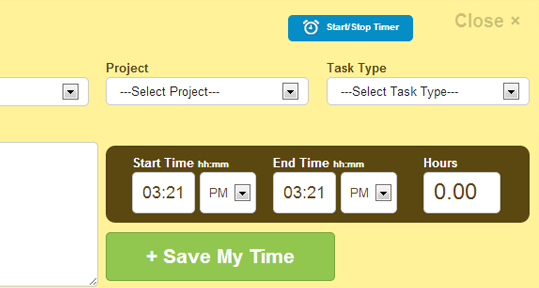 Start/Stop Timer
Close ×
Project
Task Type
---Select Project---
---Select Task Type---
Start Time hh:mm
End Time hh:mm
Hours
03:21 PM
03:21 PM
0.00
+ Save My Time